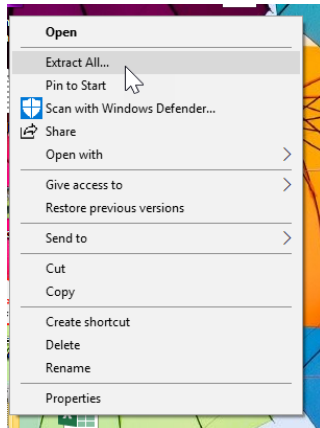 Open
Extract All...
Pin to Start
Scan with Windows Defender...
Share
Open with
Give access to
Restore previous versions
Send to
Cut
Copy
Create shortcut
Delete
Rename
Properties